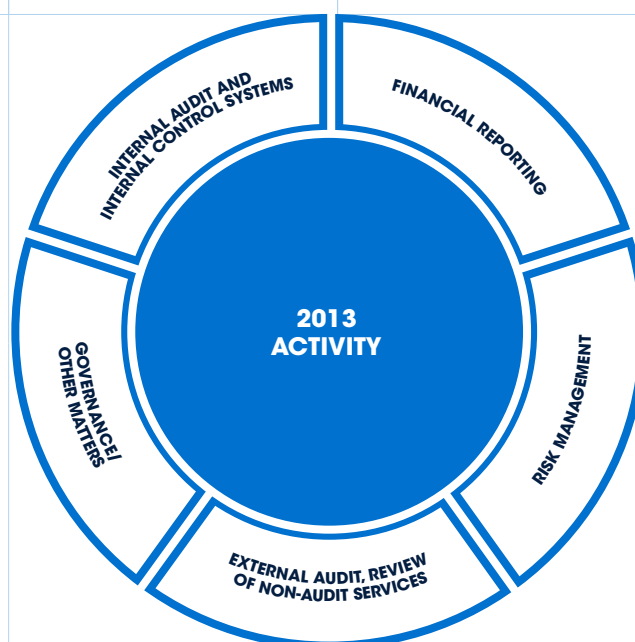 INTERNAL AUDIT AND
INTERNAL CONTROL SYSTEMS
FINANCIAL REPORTING
2013
ACTIVITY
GOVERNANCE/
OTHER MATTERS
RISK MANAGEMENT
EXTERNAL AUDIT, REVIEW
OF NON-AUDIT SERVICES